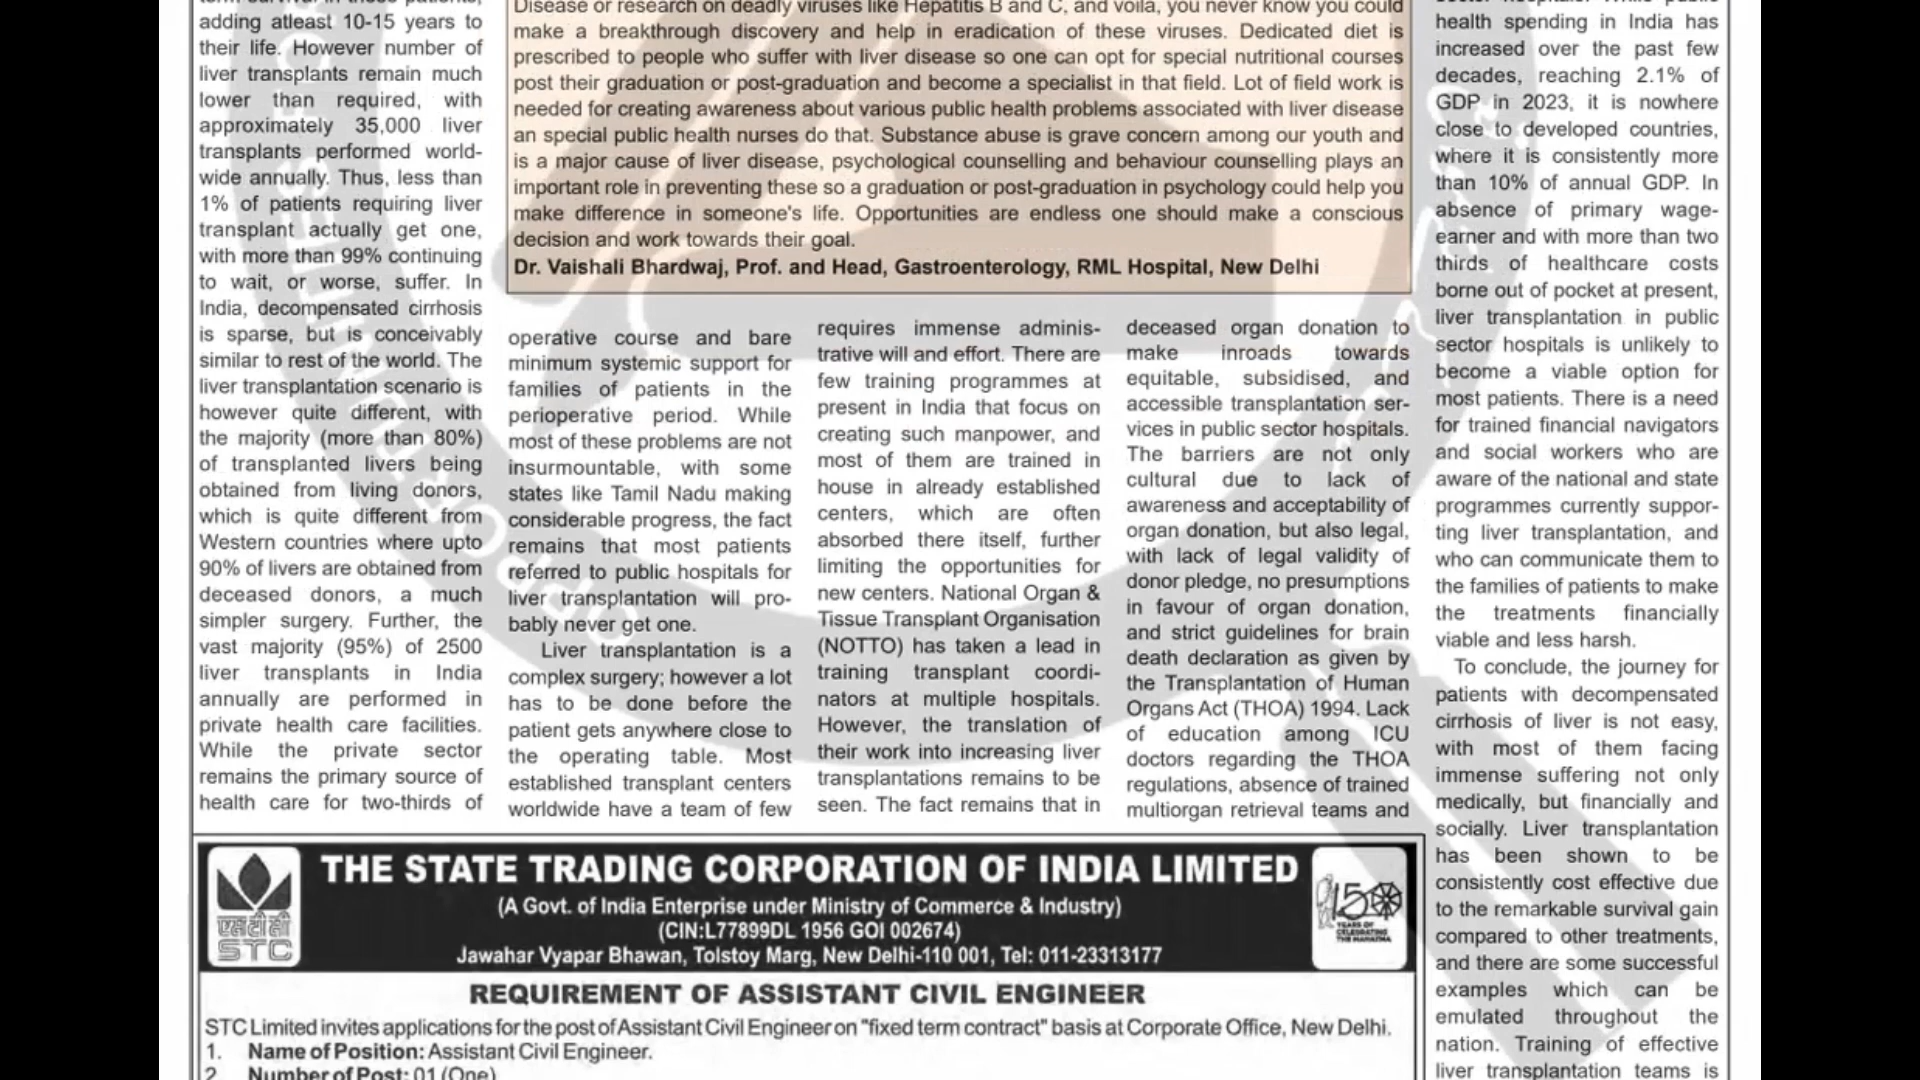 adding atleast 10-15 years to
their life. However number of
liver transplants remain much
lower than required, with
approximately 35,000 liver
transplants performed world-
wide annually. Thus, less than
1% of patients requiring liver
transplant actually get one,
with more than 99% continuing
to wait, or worse, suffer. In
India, decompensated cirrhosis
is sparse, but is conceivably
similar to rest of the world. The
liver transplantation scenario is
however quite different, with
the majority (more than 80%)
of transplanted livers being
obtained from living donors,
which is quite different from
Western countries where upto
90% of livers are obtained from
deceased donors, a much
simpler surgery. Further, the
vast majority (95%) of 2500
liver transplants in India
annually are performed in
private health care facilities.
While the private sector
remains the primary source of
health care for two-thirds of
Disease or research on deadly viruses like Hepatitis B and C, and voila, you never know you could
make a breakthrough discovery and help in eradication of these viruses. Dedicated diet is
prescribed to people who suffer with liver disease so one can opt for special nutritional courses
post their graduation or post-graduation and become a specialist in that field. Lot of field work is
needed for creating awareness about various public health problems associated with liver disease
an special public health nurses do that. Substance abuse is grave concern among our youth and
is a major cause of liver disease, psychological counselling and behaviour counselling plays an
important role in preventing these so a graduation or post-graduation in psychology could help you
make difference in someone's life. Opportunities are endless one should make a conscious
decision and work towards their goal.
Dr. Vaishali Bhardwaj, Prof. and Head, Gastroenterology, RML Hospital, New Delhi
operative course and bare
minimum systemic support for
families of patients in the
perioperative period. While
most of these problems are not
insurmountable, with some
states like Tamil Nadu making
considerable progress, the fact
remains that most patients
referred to public hospitals for
liver transplantation will pro-
bably never get one.
Liver transplantation is a
complex surgery; however a lot
has to be done before the
patient gets anywhere close to
the operating table. Most
established transplant centers
worldwide have a team of few
requires immense adminis-
trative will and effort. There are
few training programmes at
present in India that focus on
creating such manpower, and
most of them are trained in
house in already established
centers, which are often
absorbed there itself, further
limiting the opportunities for
new centers. National Organ &
Tissue Transplant Organisation
(NOTTO) has taken a lead in
training transplant coordi-
nators at multiple hospitals.
However, the translation of
their work into increasing liver
transplantations remains to be
seen. The fact remains that in
deceased organ donation to
make inroads towards
equitable, subsidised, and
accessible transplantation ser-
vices in public sector hospitals.
The barriers are not only
cultural due to lack of
awareness and acceptability of
organ donation, but also legal,
with lack of legal validity of
donor pledge, no presumptions
in favour of organ donation,
and strict guidelines for brain
death declaration as given by
the Transplantation of Human
Organs Act (THOA) 1994. Lack
of education among ICU
doctors regarding the THOA
regulations, absence of trained
multiorgan retrieval teams and
health spending in India has
increased over the past few
decades, reaching 2.1% of
GDP in 2023, it is nowhere
close to developed countries,
where it is consistently more
than 10% of annual GDP. In
absence of primary wage-
earner and with more than two
thirds of healthcare costs
borne out of pocket at present,
liver transplantation in public
sector hospitals is unlikely to
become a viable option for
most patients. There is a need
for trained financial navigators
and social workers who are
aware of the national and state
programmes currently suppor-
ting liver transplantation, and
who can communicate them to
the families of patients to make
the treatments financially
viable and less harsh.
To conclude, the journey for
patients with decompensated
cirrhosis of liver is not easy,
with most of them facing
immense suffering not only
medically, but financially and
socially. Liver transplantation
has been shown to be
consistently cost effective due
to the remarkable survival gain
compared to other treatments,
and there are some successful
examples which can be
emulated throughout the
nation. Training of effective
liver transplantation teams is
एसटीसी
STC
THE STATE TRADING CORPORATION OF INDIA LIMITED
(A Govt. of India Enterprise under Ministry of Commerce & Industry)
(CIN:L77899DL 1956 GOI 002674)
Jawahar Vyapar Bhawan, Tolstoy Marg, New Delhi-110 001, Tel: 011-23313177
150
YEARS OF
CELEBRATING
THE MAHATMA
REQUIREMENT OF ASSISTANT CIVIL ENGINEER
STC Limited invites applications for the post of Assistant Civil Engineer on "fixed term contract" basis at Corporate Office, New Delhi.
1. Name of Position: Assistant Civil Engineer.
2. Number of Post: 01 (One)